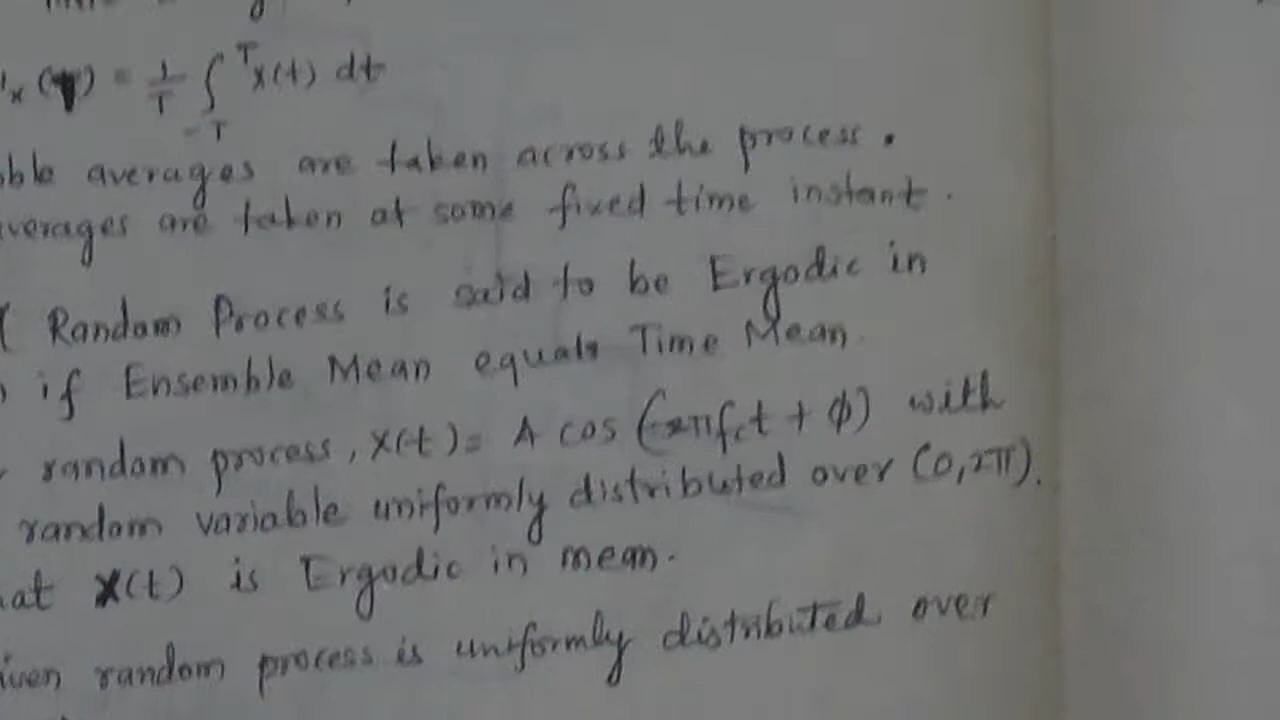 (T) = 1/T ∫_{-T}^{T} x(t) dt
ble averages are taken across the process.
verages are taken at some fixed time instant.
Random Process is said to be Ergodic in
if Ensemble Mean equals Time Mean.
random process, X(t) = A cos (2πfct + φ) with
random variable uniformly distributed over (0, 2π).
at X(t) is Ergodic in mean.
iven random process is uniformly distributed over